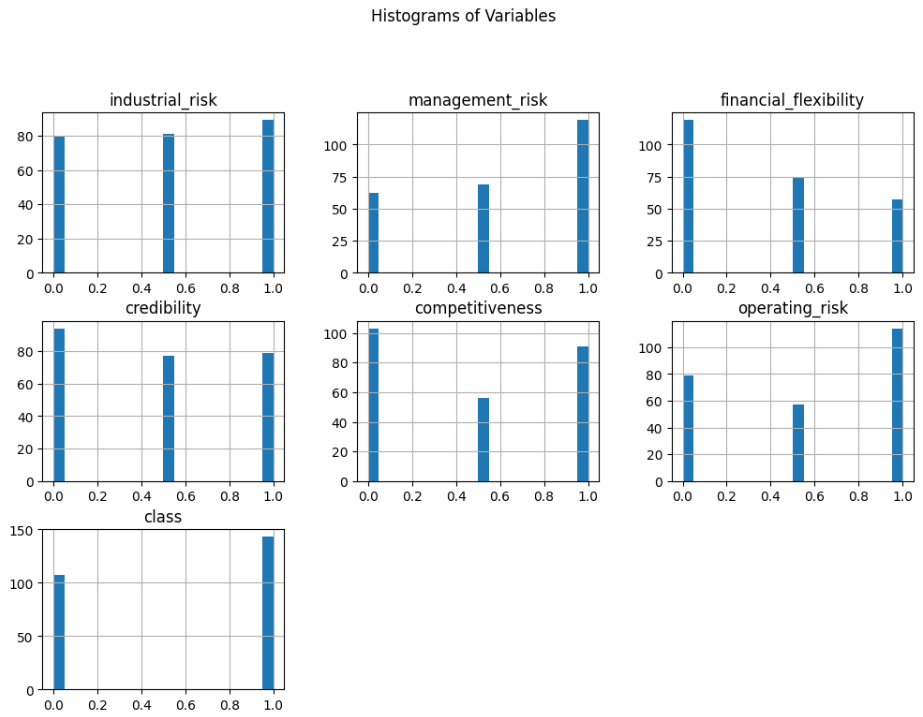 Histograms of Variables
industrial_risk
80
60
40
20
0
0.0 0.2 0.4 0.6 0.8 1.0
management_risk
100
75
50
25
0
0.0 0.2 0.4 0.6 0.8 1.0
financial_flexibility
100
75
50
25
0
0.0 0.2 0.4 0.6 0.8 1.0
credibility
80
60
40
20
0
0.0 0.2 0.4 0.6 0.8 1.0
competitiveness
100
80
60
40
20
0
0.0 0.2 0.4 0.6 0.8 1.0
operating_risk
100
80
60
40
20
0
0.0 0.2 0.4 0.6 0.8 1.0
class
150
100
50
0
0.0 0.2 0.4 0.6 0.8 1.0